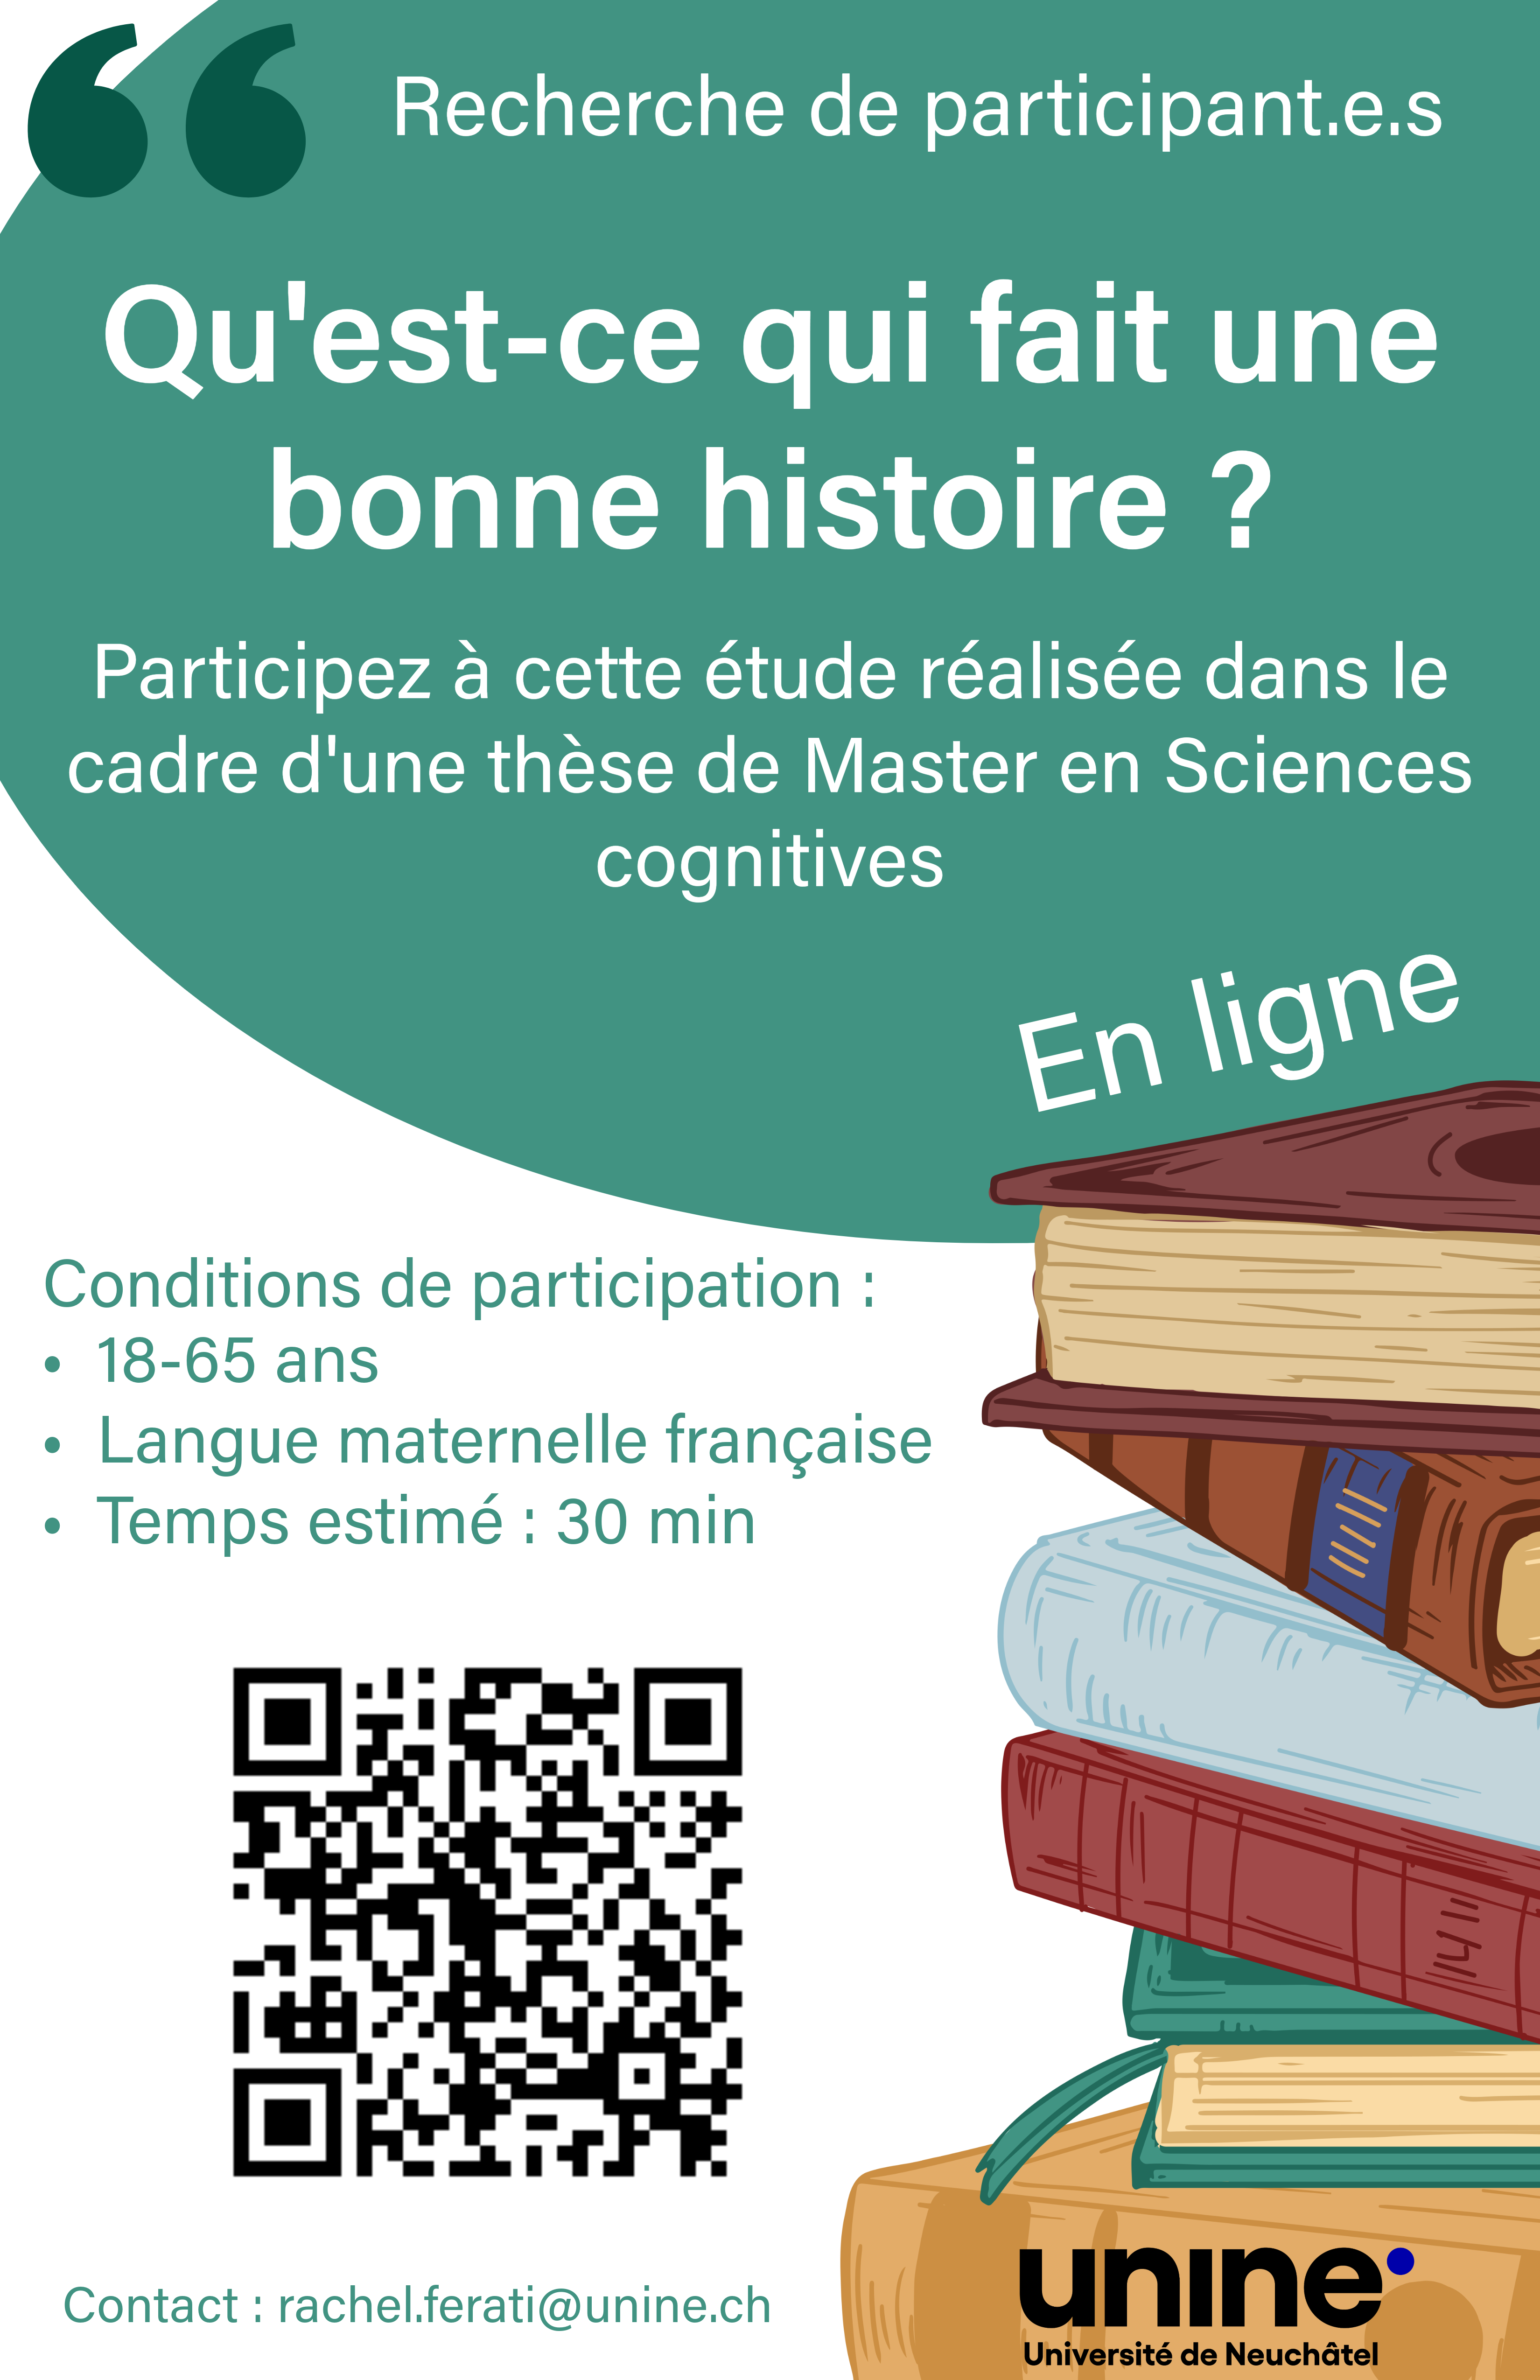 Recherche de participant.e.s
Qu'est-ce qui fait une
bonne histoire ?
Participez à cette étude réalisée dans le
cadre d'une thèse de Master en Sciences
cognitives
En ligne
Conditions de participation :
• 18-65 ans
• Langue maternelle française
• Temps estimé : 30 min
Contact : rachel.ferati@unine.ch
unine
Université de Neuchâtel